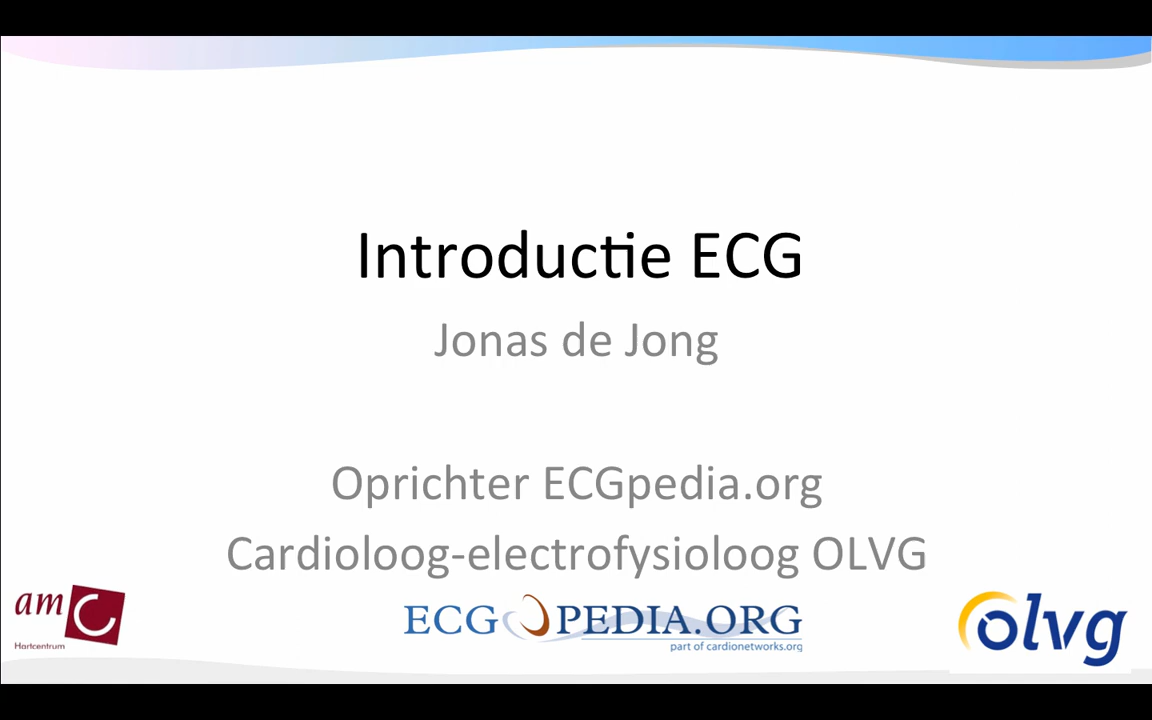 Introductie ECG
Jonas de Jong
Oprichter ECGpedia.org
Cardioloog-electrofysioloog OLVG
amC
Hartcentrum
ECGPEDIA.ORG
part of cardionetworks.org
olvg